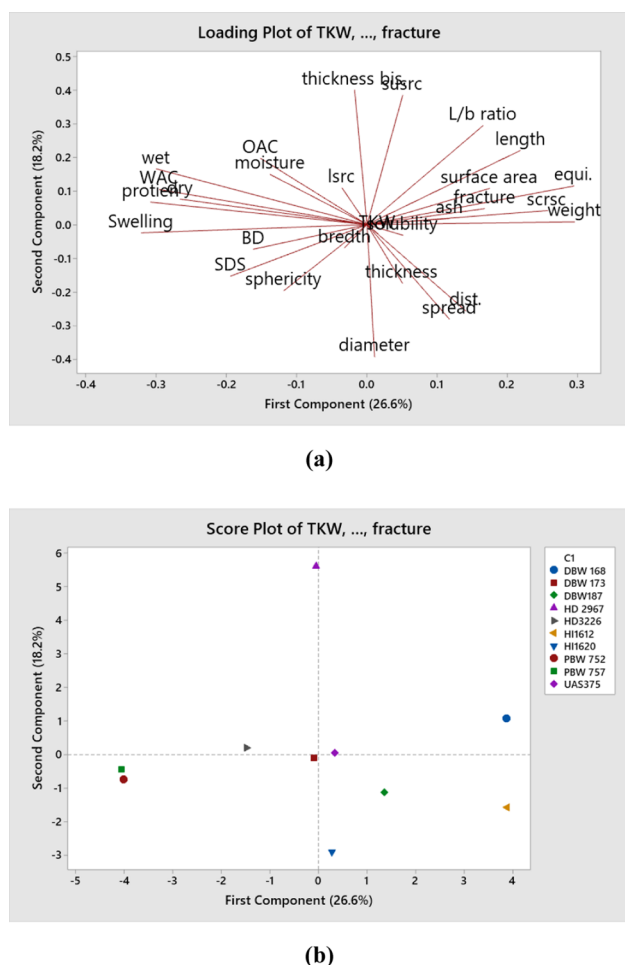 Loading Plot of TKW, ..., fracture
Second Component (18.2%)
0.5
0.4
0.3
0.2
0.1
0.0
-0.1
-0.2
-0.3
-0.4
thickness bis.
susrc
L/b ratio
length
OAC
moisture
wet
WAC
protien
dry
lsrc
surface area
equi.
fracture
scrsc
ash
weight
Swelling
TKW
solubility
BD
bredth
SDS
sphericity
thickness
dist.
spread
diameter
-0.4 -0.3 -0.2 -0.1 0.0 0.1 0.2 0.3
First Component (26.6%)
(a)
Score Plot of TKW, ..., fracture
Second Component (18.2%)
6
5
4
3
2
1
0
-1
-2
-3
-5 -4 -3 -2 -1 0 1 2 3 4
First Component (26.6%)
C1
DBW 168
DBW 173
DBW187
HD 2967
HD3226
HI1612
HI1620
PBW 752
PBW 757
UAS375
(b)